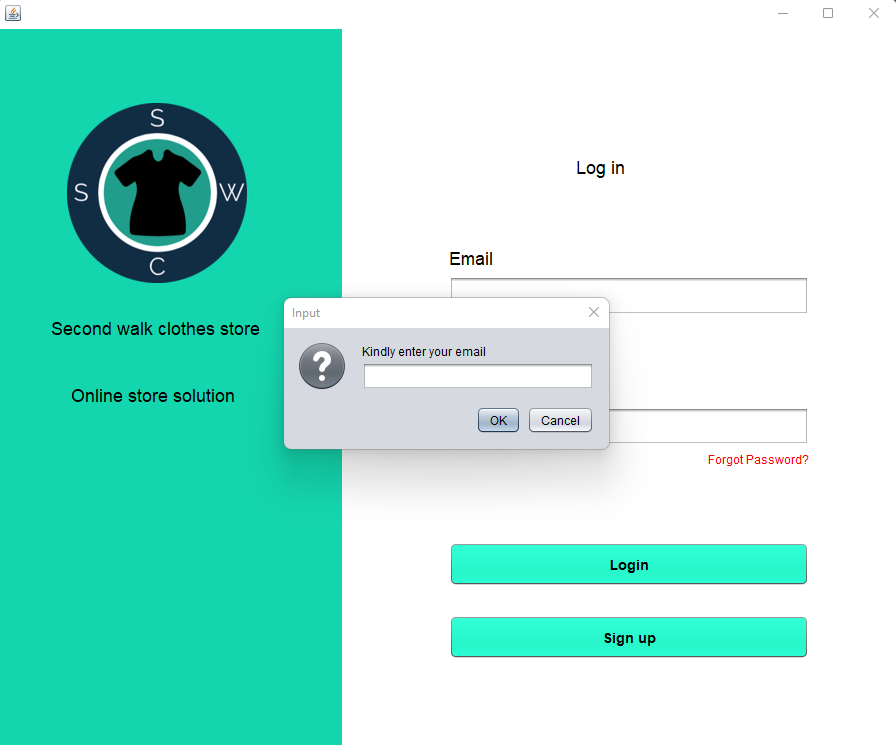 S
S
W
C
Second walk clothes store
Online store solution
Log in
Email
Input
Kindly enter your email
OK
Cancel
Forgot Password?
Login
Sign up